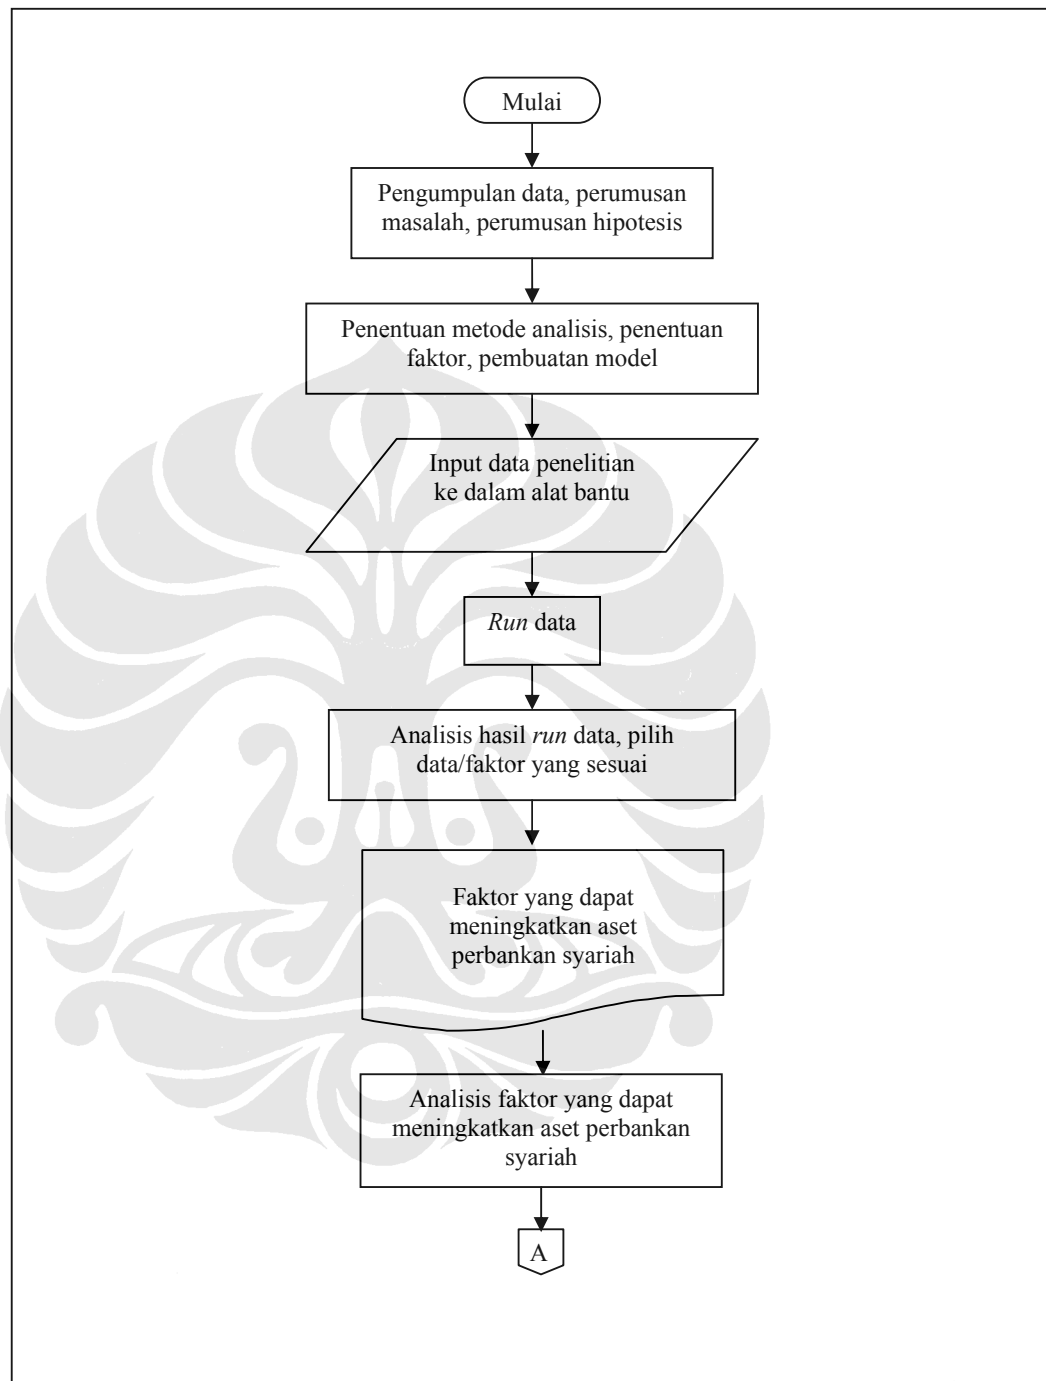 Mulai
Pengumpulan data, perumusan
masalah, perumusan hipotesis
Penentuan metode analisis, penentuan
faktor, pembuatan model
Input data penelitian
ke dalam alat bantu
Run data
Analisis hasil run data, pilih
data/faktor yang sesuai
Faktor yang dapat
meningkatkan aset
perbankan syariah
Analisis faktor yang dapat
meningkatkan aset perbankan
syariah
A